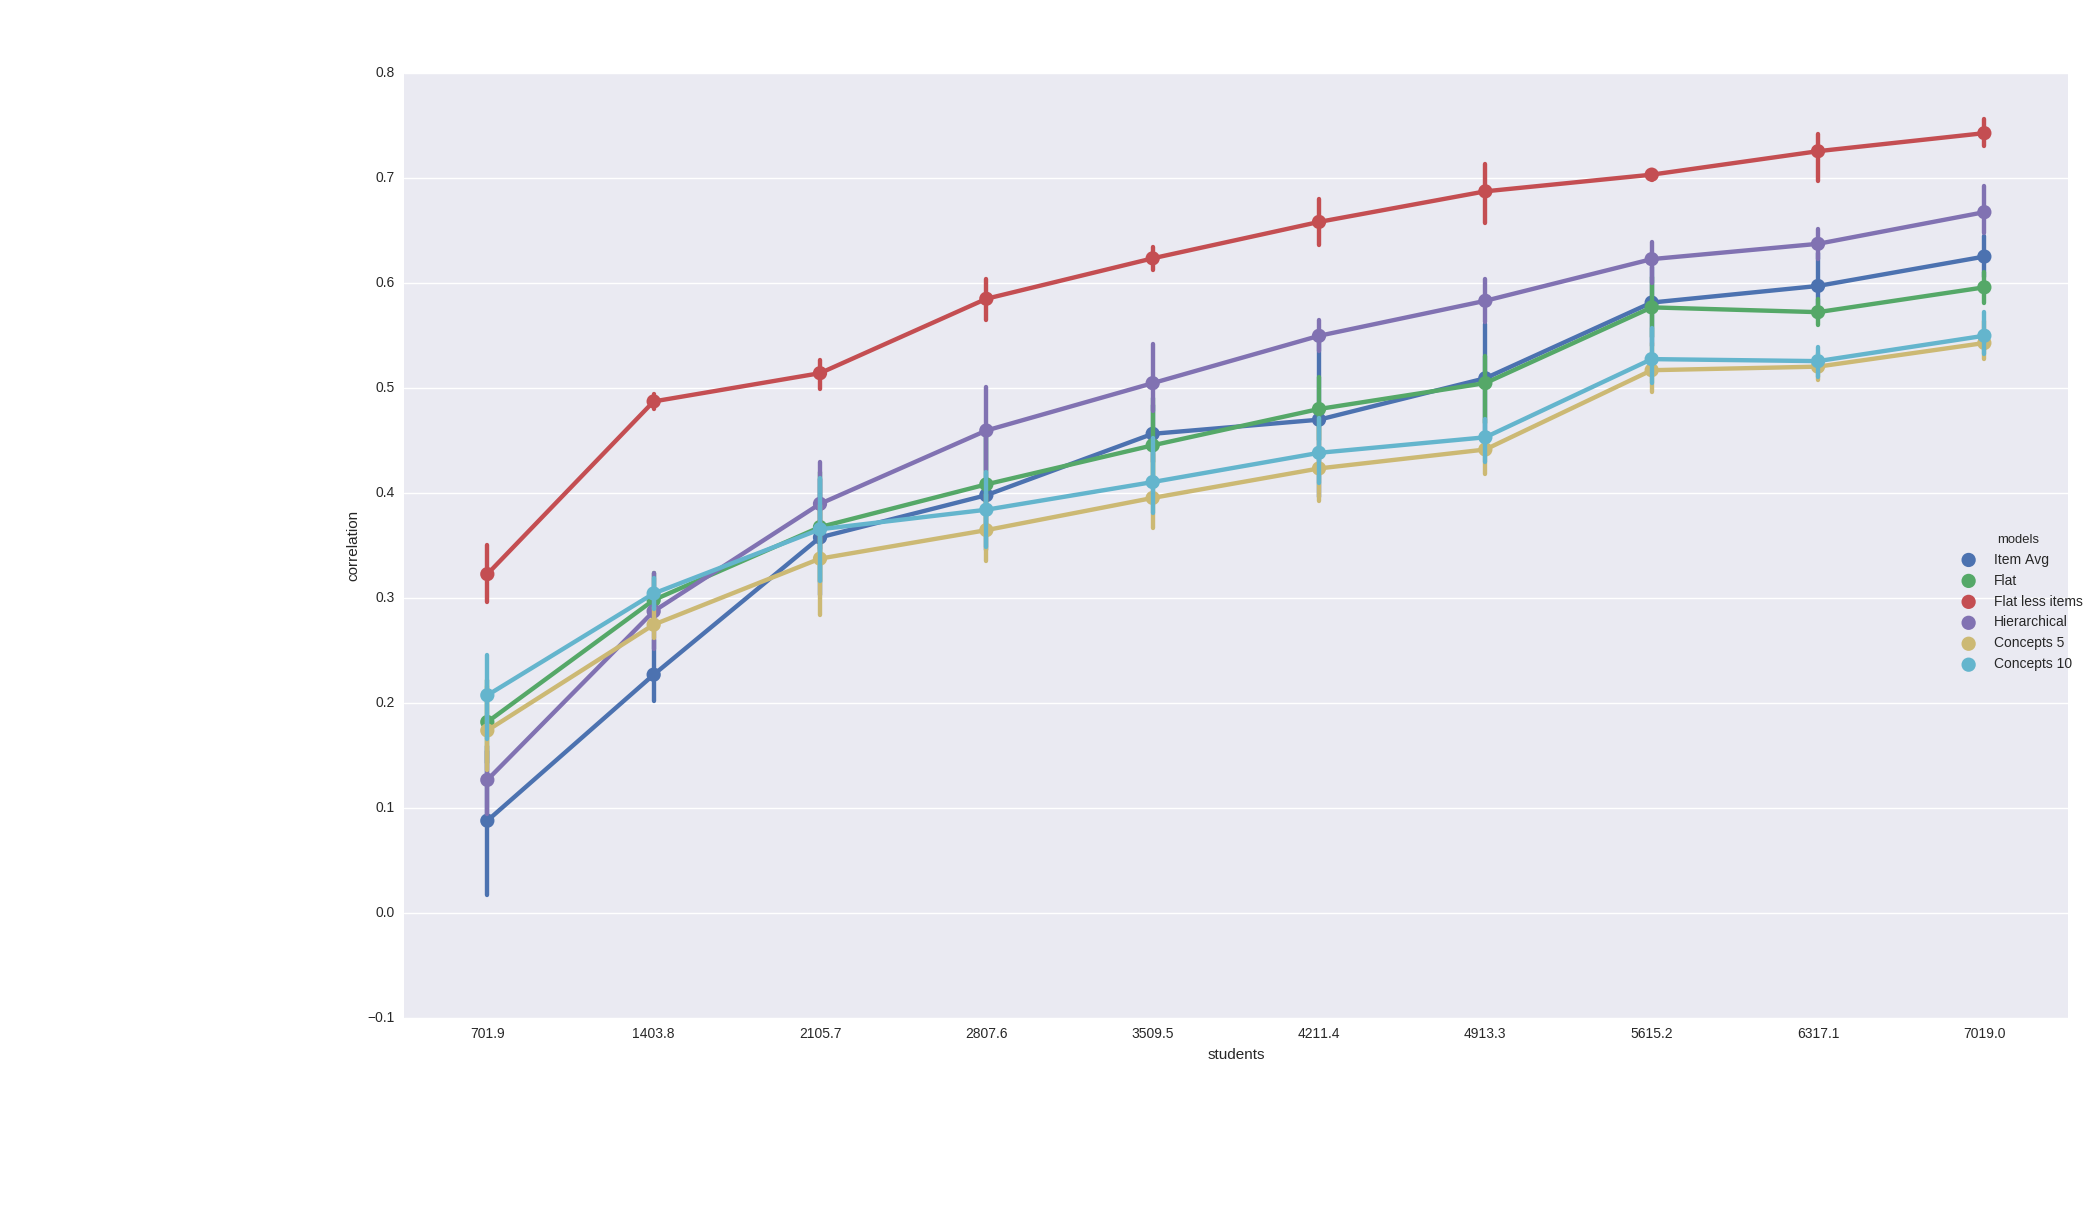 0.8
0.7
0.6
0.5
0.4
0.3
0.2
0.1
0.0
−0.1
correlation
models
Item Avg
Flat
Flat less items
Hierarchical
Concepts 5
Concepts 10
701.9 1403.8 2105.7 2807.6 3509.5 4211.4 4913.3 5615.2 6317.1 7019.0
students